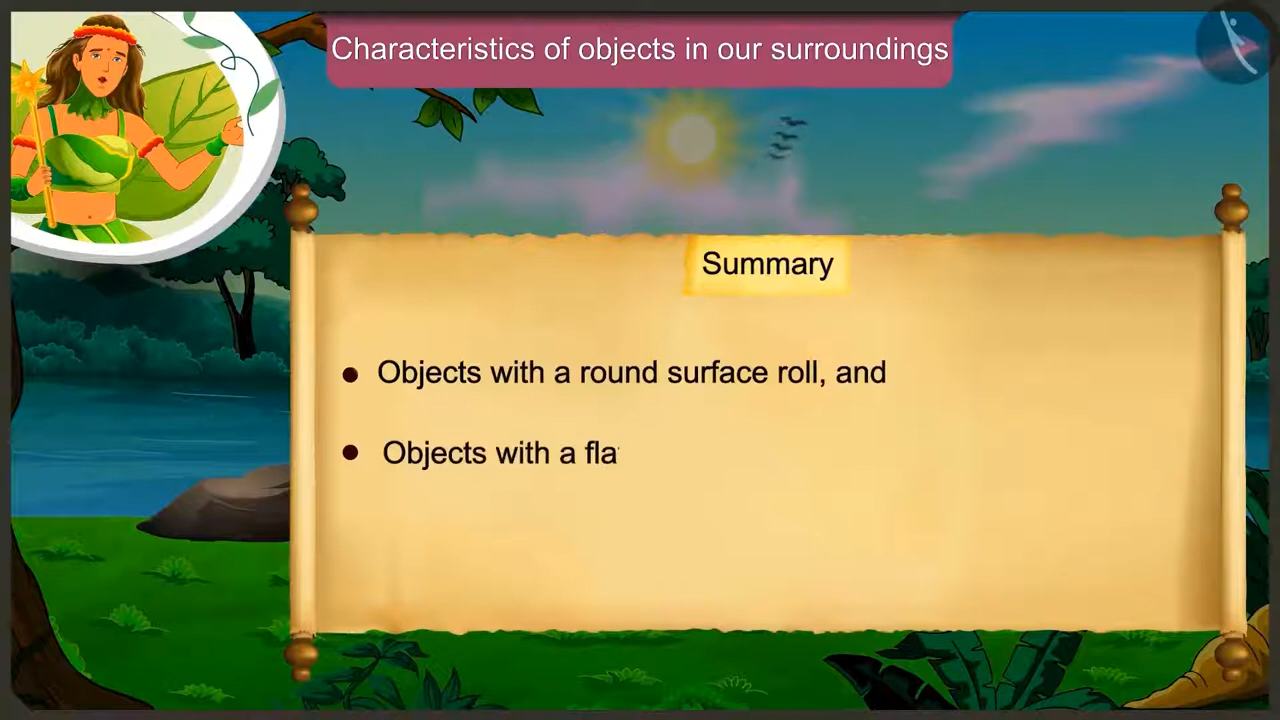 Characteristics of objects in our surroundings
Summary
• Objects with a round surface roll, and
• Objects with a fla